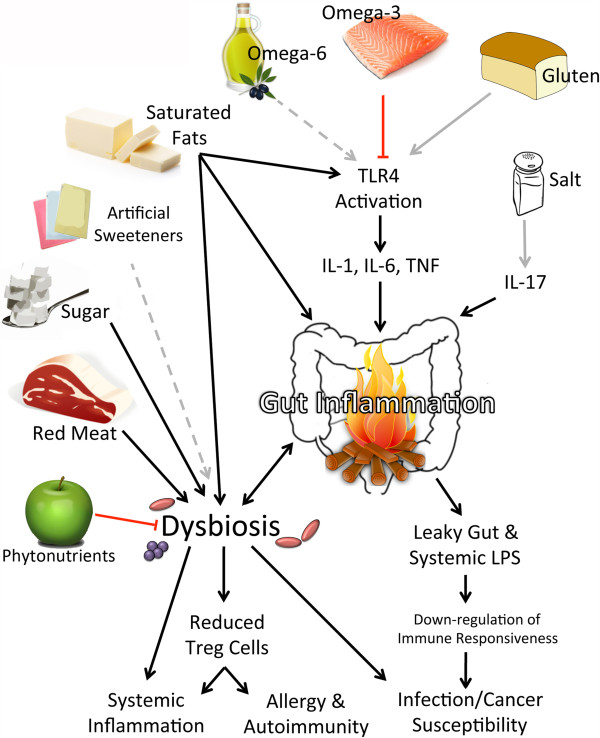 Omega-3
Omega-6
Gluten
Saturated
Fats
TLR4
Activation
Salt
Artificial
Sweeteners
IL-1, IL-6, TNF
IL-17
Sugar
Gut Inflammation
Red Meat
Dysbiosis
Phytonutrients
Leaky Gut &
Systemic LPS
Reduced
Treg Cells
Down-regulation of
Immune Responsiveness
Systemic
Inflammation
Allergy &
Autoimmunity
Infection/Cancer
Susceptibility